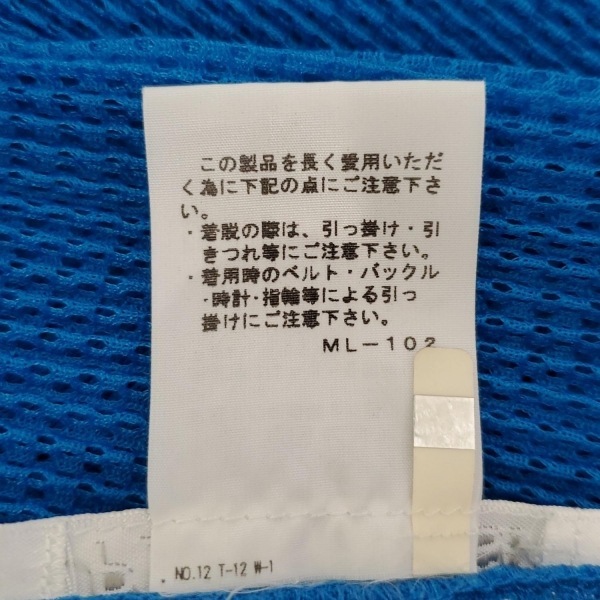 この製品を長く愛用いただ
く為に下記の点にご注意下さ
い。
・着脱の際は、引っ掛け・引
きつれ等にご注意下さい。
・着用時のベルト・バックル
・時計・指輪等による引っ
掛けにご注意下さい。
ML－102
NO.12 T-12 W-1